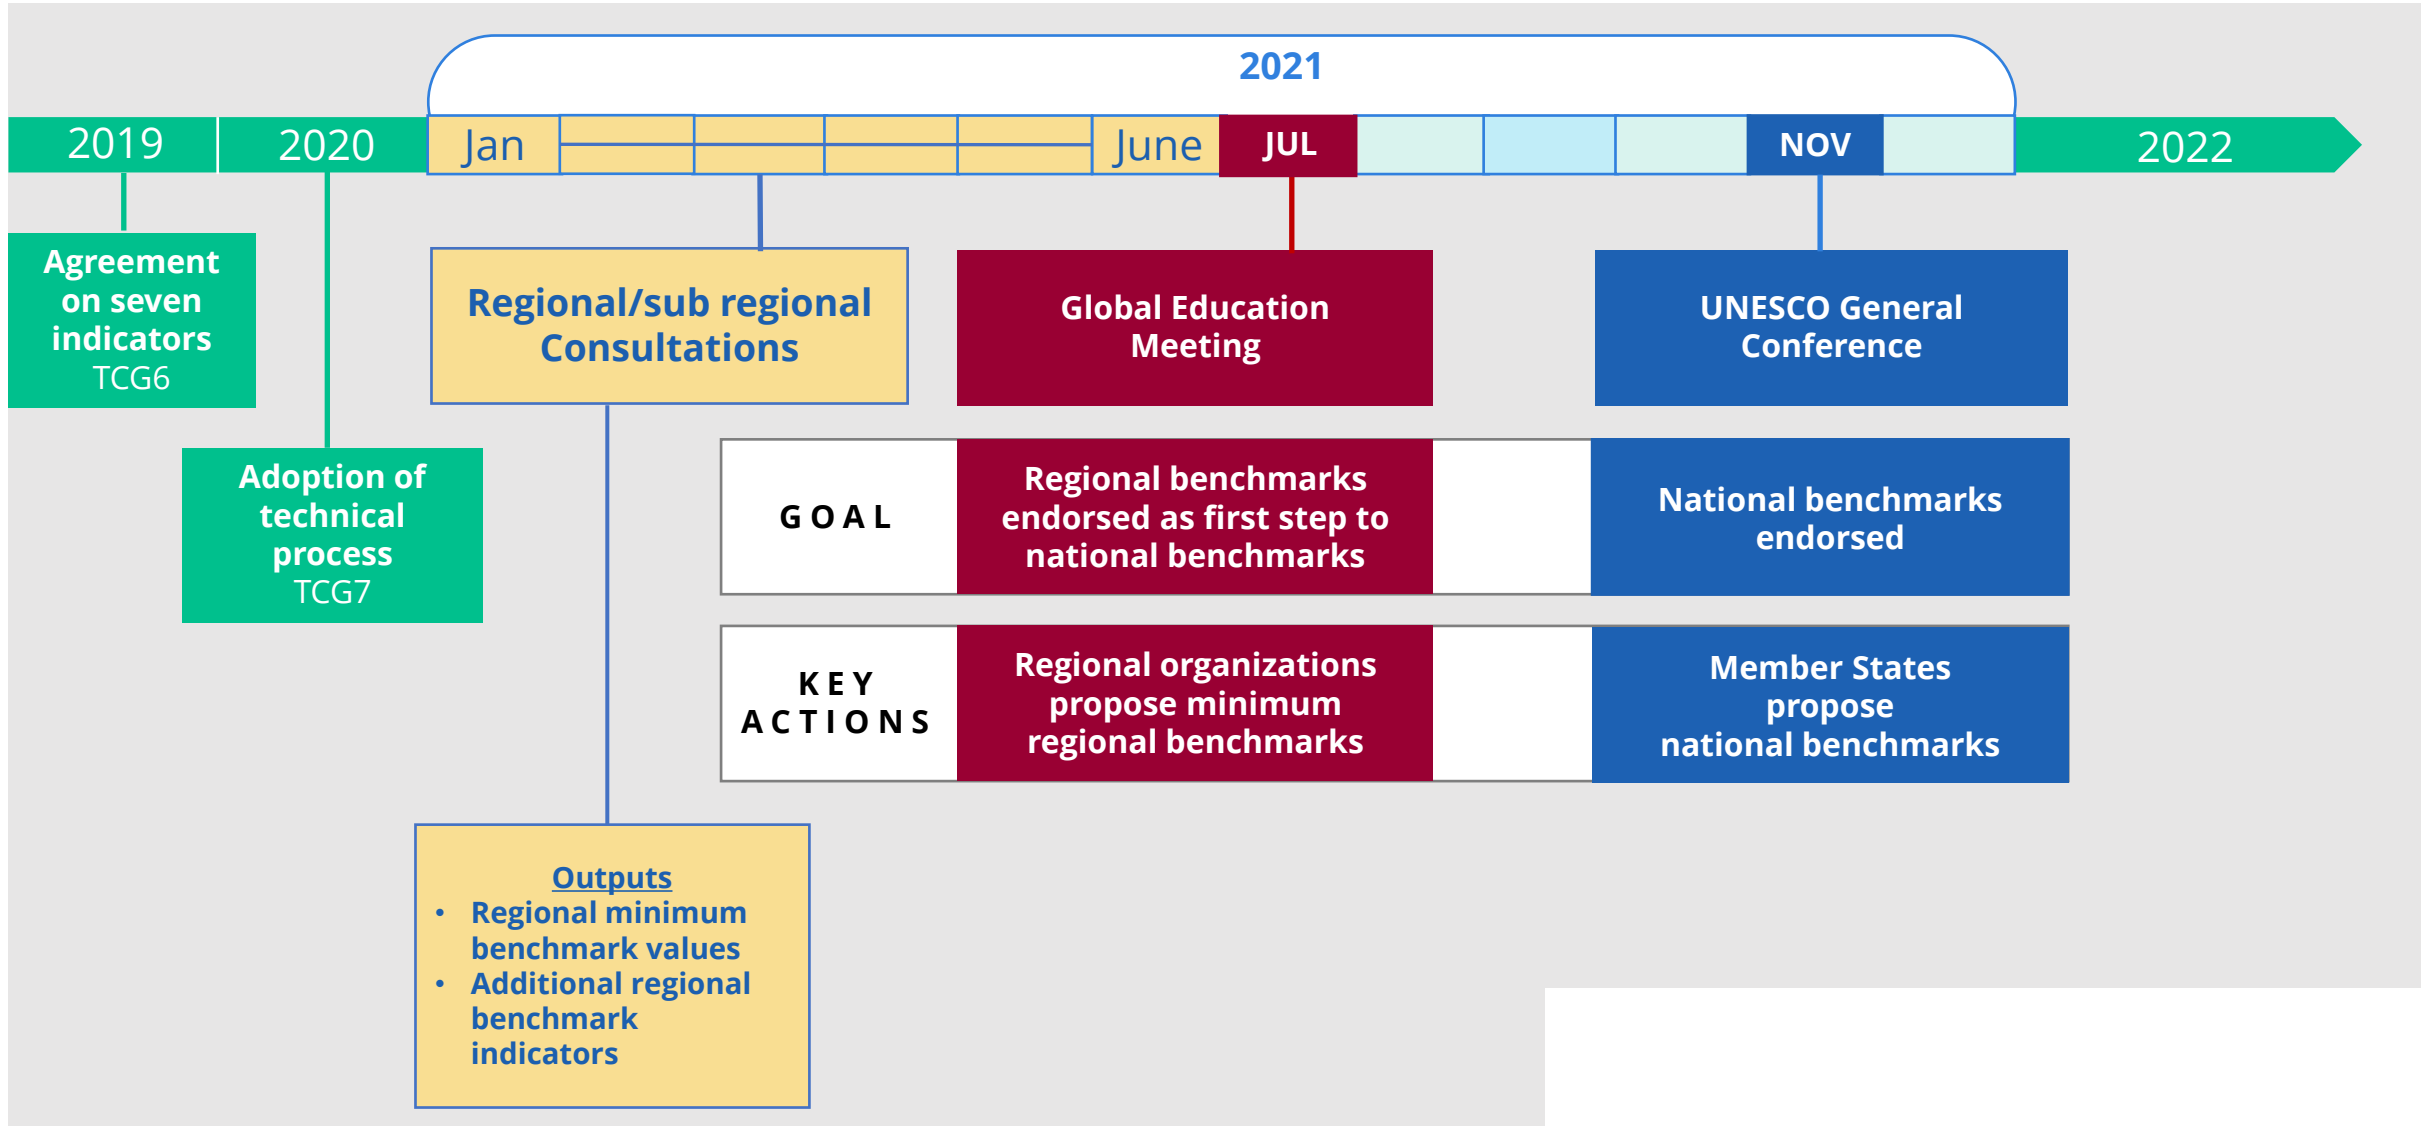 2021
2019
2020
Jan
June
JUL
NOV
2022
Agreement
on seven
indicators
TCG6
Adoption of
technical
process
TCG7
Regional/sub regional
Consultations
Global Education
Meeting
UNESCO General
Conference
GOAL
Regional benchmarks
endorsed as first step to
national benchmarks
National benchmarks
endorsed
KEY
ACTIONS
Regional organizations
propose minimum
regional benchmarks
Member States
propose
national benchmarks
Outputs
• Regional minimum
benchmark values
• Additional regional
benchmark
indicators